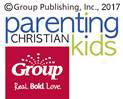 © Group Publishing, Inc., 2017
parenting
CHRISTIAN
kids
Group
Real. Bold. Love.